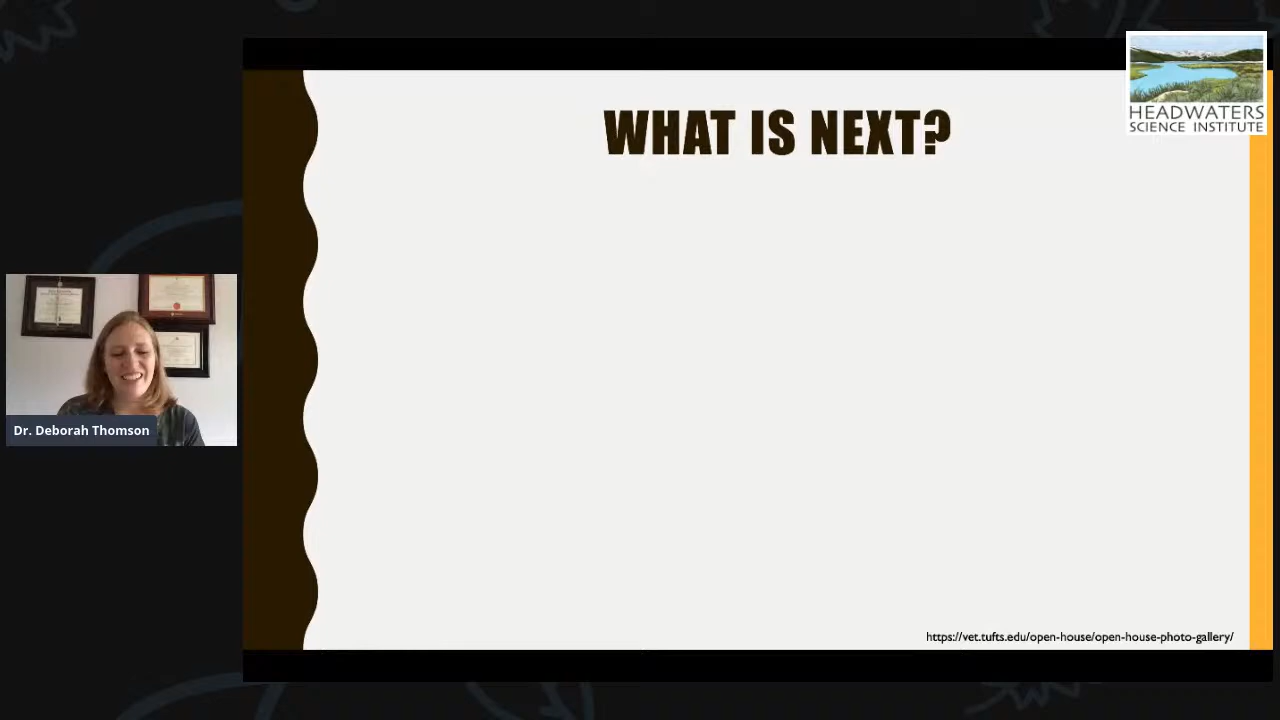 WHAT IS NEXT?
HEADWATERS
SCIENCE INSTITUTE
Dr. Deborah Thomson
https://vet.tufts.edu/open-house/open-house-photo-gallery/